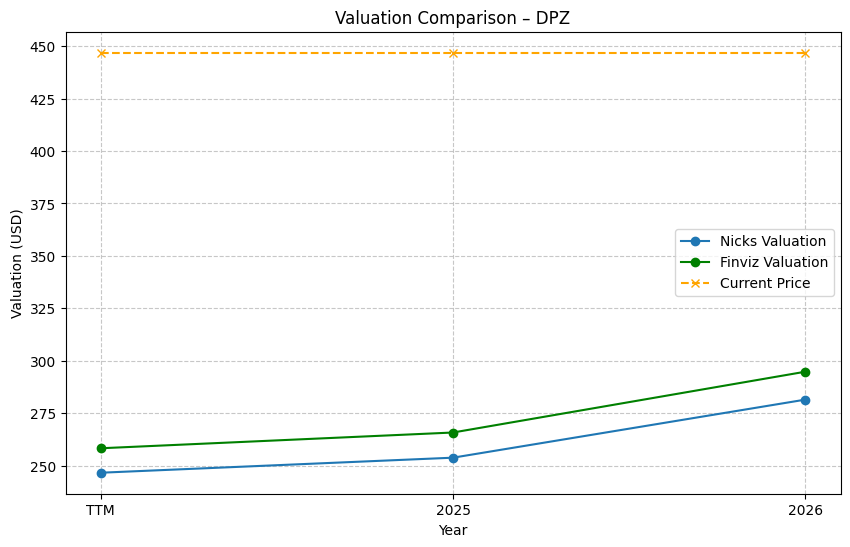 Valuation Comparison – DPZ
Valuation (USD)
450
425
400
375
350
325
300
275
250
Nicks Valuation
Finviz Valuation
Current Price
TTM
2025
2026
Year